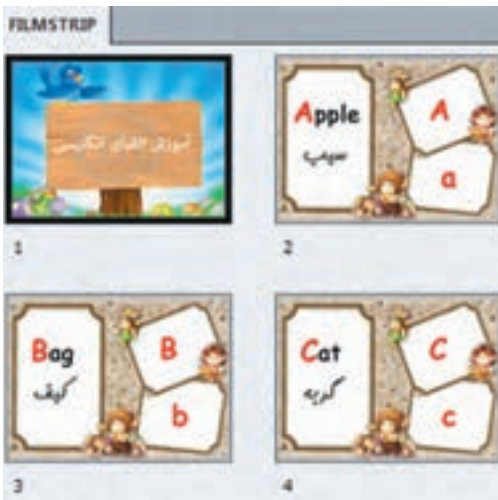 FILMSTRIP
آموزش الفبای انگلیسی
1
Apple
سیب
A
a
2
Bag
کیف
B
b
3
Cat
گربه
C
c
4